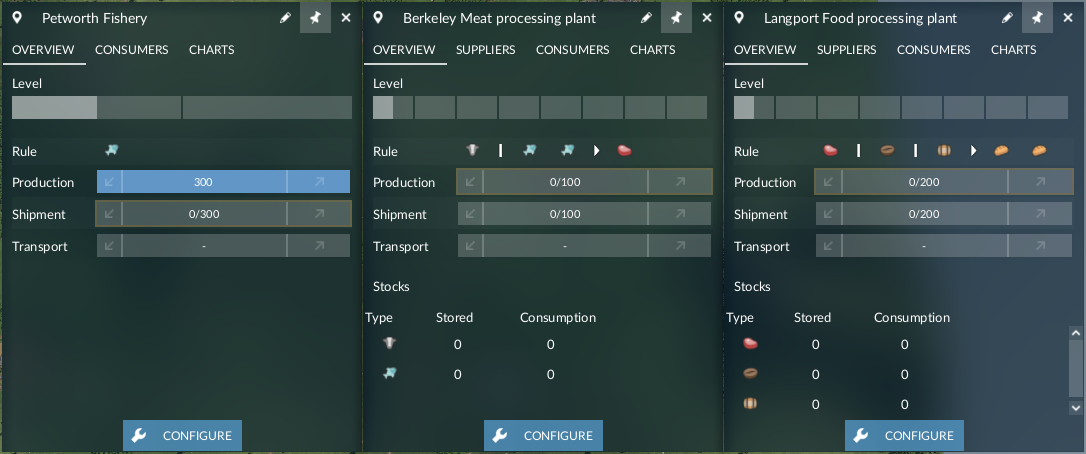 Petworth Fishery
OVERVIEW CONSUMERS CHARTS
Level
Rule
Production 300
Shipment 0/300
Transport -
Berkeley Meat processing plant
OVERVIEW SUPPLIERS CONSUMERS CHARTS
Level
Rule
Production 0/100
Shipment 0/100
Transport -
Stocks
Type Stored Consumption
0 0
0 0
CONFIGURE
Langport Food processing plant
OVERVIEW SUPPLIERS CONSUMERS CHARTS
Level
Rule
Production 0/200
Shipment 0/200
Transport -
Stocks
Type Stored Consumption
0 0
0 0
0 0
CONFIGURE
CONFIGURE